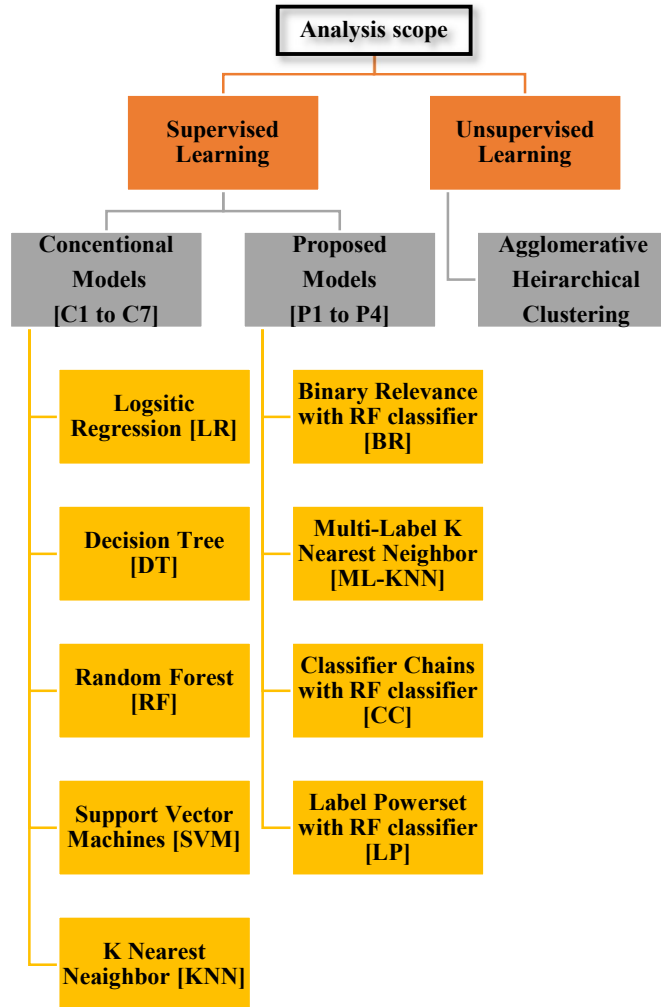 Analysis scope
Supervised
Learning
Unsupervised
Learning
Concentional
Models
[C1 to C7]
Proposed
Models
[P1 to P4]
Agglomerative
Heirarchical
Clustering
Logsitic
Regression [LR]
Decision Tree
[DT]
Random Forest
[RF]
Support Vector
Machines [SVM]
K Nearest
Neaighbor [KNN]
Binary Relevance
with RF classifier
[BR]
Multi-Label K
Nearest Neighbor
[ML-KNN]
Classifier Chains
with RF classifier
[CC]
Label Powerset
with RF classifier
[LP]